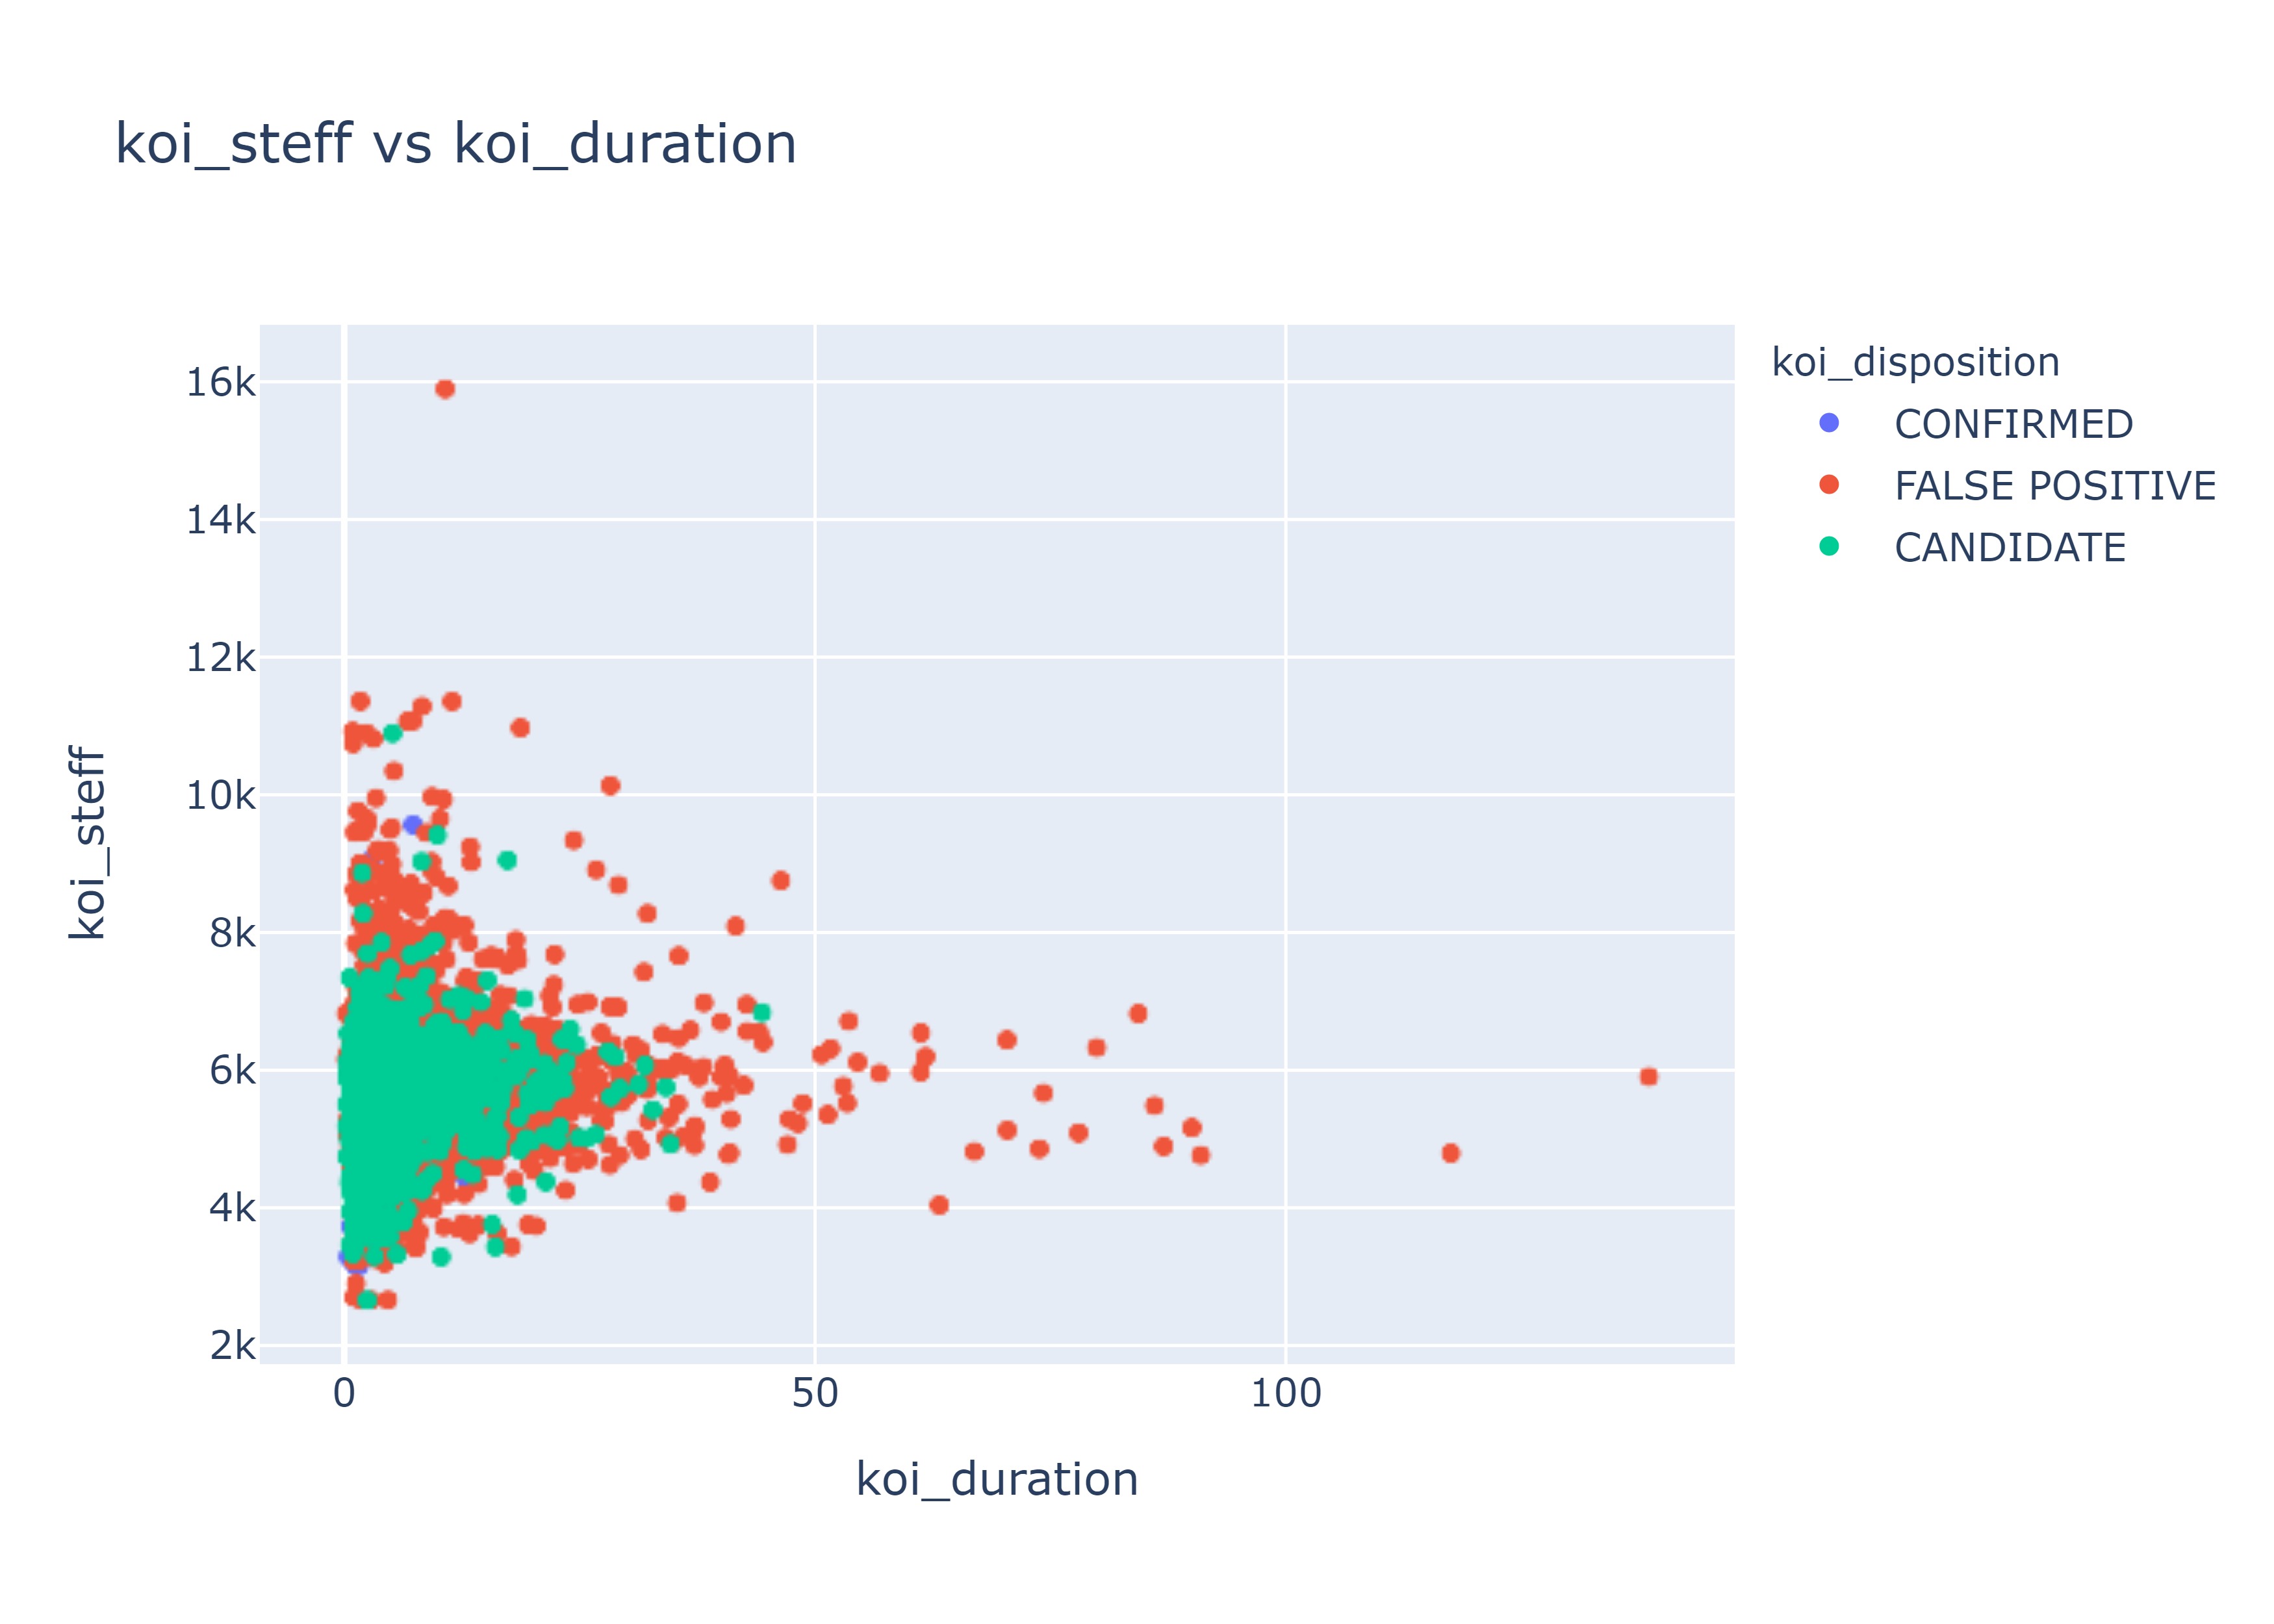 koi_steff vs koi_duration
koi_disposition
CONFIRMED
FALSE POSITIVE
CANDIDATE
koi_steff
16k
14k
12k
10k
8k
6k
4k
2k
0
50
100
koi_duration